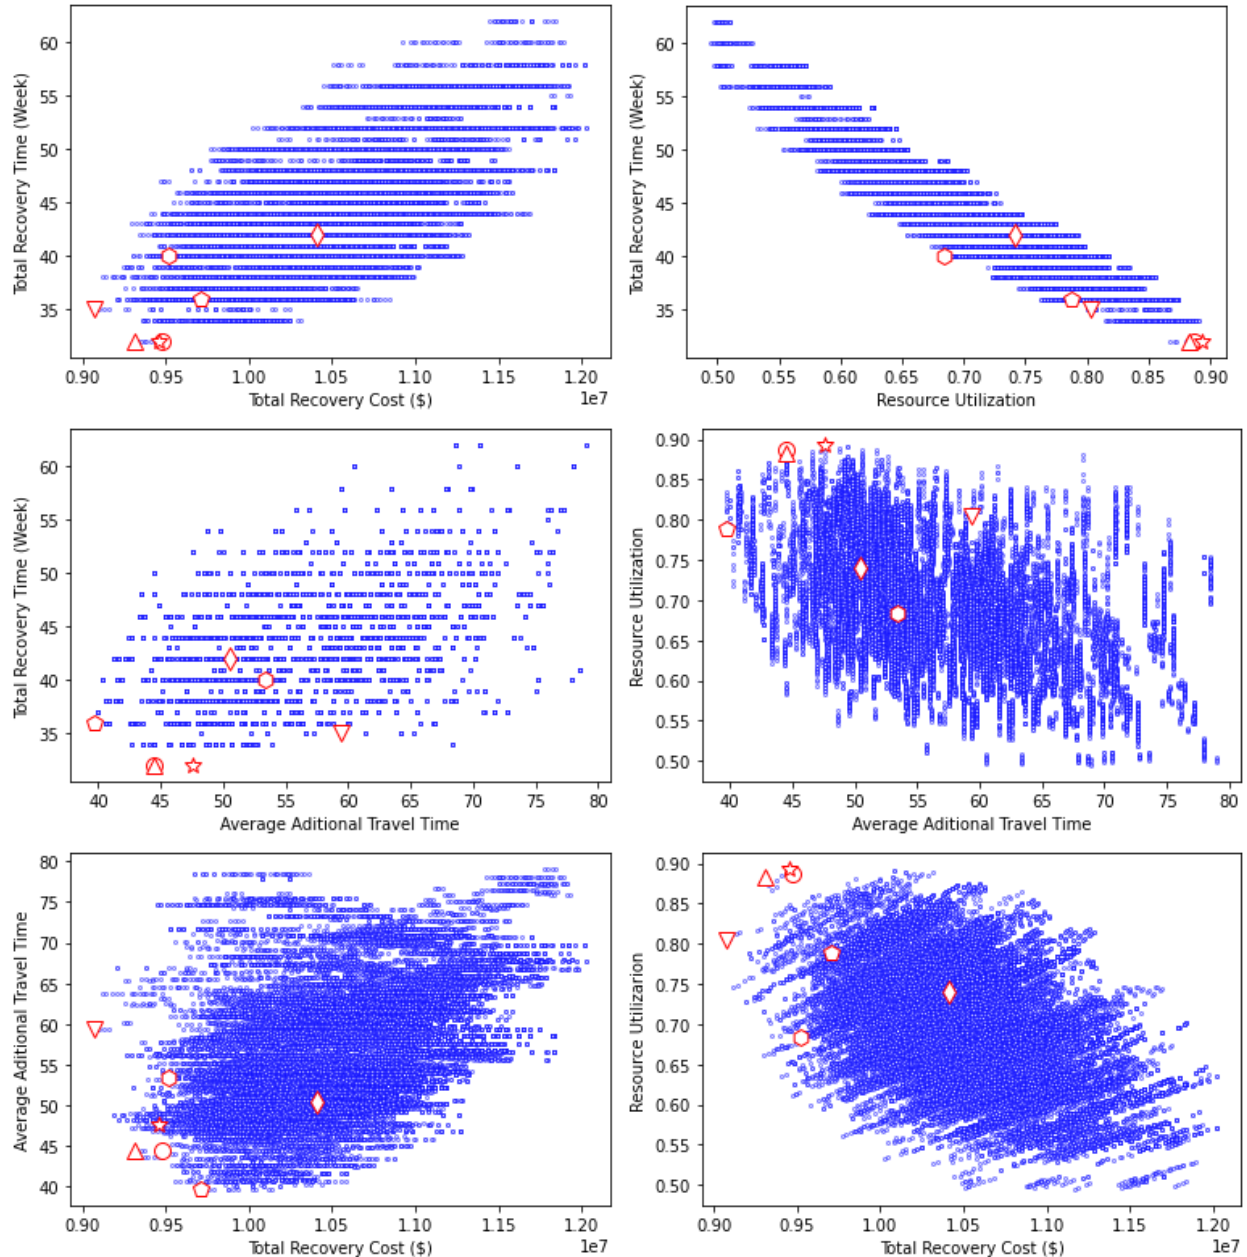 Total Recovery Time (Week)
60
55
50
45
40
35
0.90 0.95 1.00 1.05 1.10 1.15 1.20
Total Recovery Cost ($)
1e7
Total Recovery Time (Week)
60
55
50
45
40
35
0.50 0.55 0.60 0.65 0.70 0.75 0.80 0.85 0.90
Resource Utilization
Total Recovery Time (Week)
60
55
50
45
40
35
40 45 50 55 60 65 70 75 80
Average Aditional Travel Time
Resource Utilization
0.90
0.85
0.80
0.75
0.70
0.65
0.60
0.55
0.50
40 45 50 55 60 65 70 75 80
Average Aditional Travel Time
Average Aditional Travel Time
80
75
70
65
60
55
50
45
40
0.90 0.95 1.00 1.05 1.10 1.15 1.20
Total Recovery Cost ($)
1e7
Resource Utilizarion
0.90
0.85
0.80
0.75
0.70
0.65
0.60
0.55
0.50
0.90 0.95 1.00 1.05 1.10 1.15 1.20
Total Recovery Cost ($)
1e7